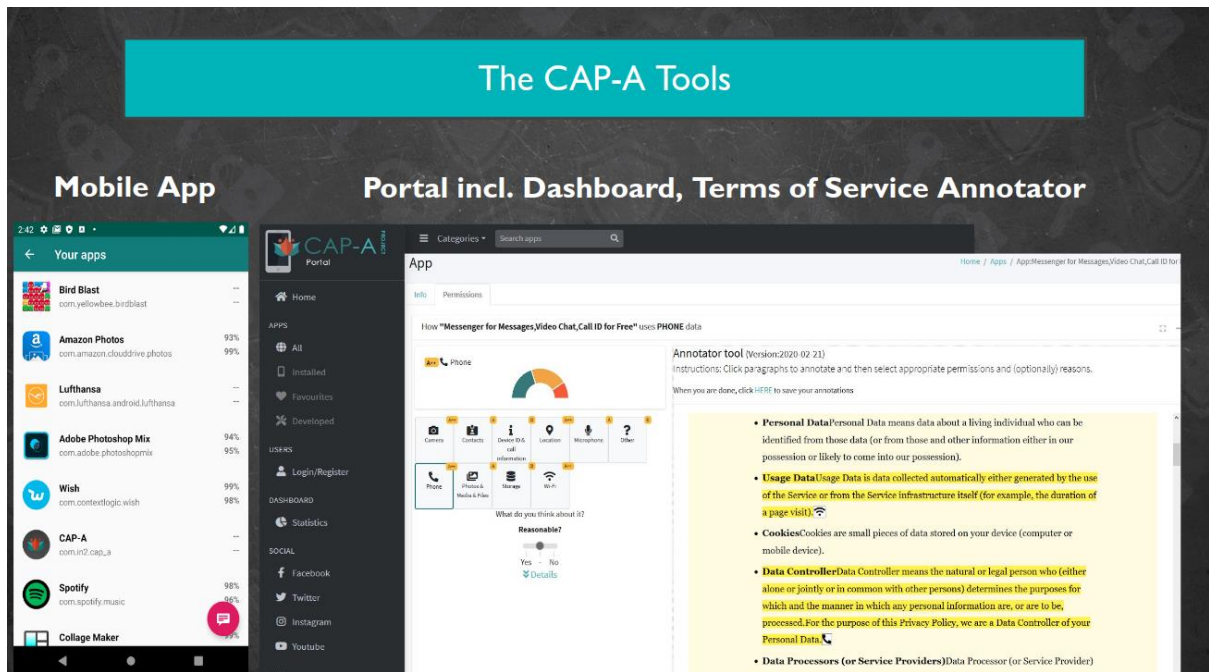 The CAP-A Tools
Mobile App
Portal incl. Dashboard, Terms of Service Annotator
2:42
Your apps
Bird Blast
--
com.yellowbee.birdblast
--
Amazon Photos
93%
com.amazon.clouddrive.photos
99%
Lufthansa
--
com.lufthansa.android.lufthansa
--
Adobe Photoshop Mix
94%
com.adobe.photoshopmix
95%
Wish
99%
com.contextlogic.wish
98%
CAP-A
--
com.in2.cap_a
--
Spotify
98%
com.spotify.music
96%
Collage Maker
99%
CAP-A PROJECT
Portal
Home
APPS
All
Installed
Favourites
Developed
USERS
Login/Register
DASHBOARD
Statistics
SOCIAL
Facebook
Twitter
Instagram
Youtube
Categories
Search apps
App
Home / Apps / App:Messenger for Messages,Video Chat,Call ID for
Info
Permissions
How "Messenger for Messages,Video Chat,Call ID for Free" uses PHONE data
A++ Phone
Camera
Contacts
Device ID &
call
information
Location
Microphone
Other
Phone
Photos &
Media & Files
Storage
Wi-Fi
What do you think about it?
Reasonable?
Yes - No
Details
Annotator tool (Version:2020-02-21)
Instructions: Click paragraphs to annotate and then select appropriate permissions and (optionally) reasons.
When you are done, click HERE to save your annotations
• Personal DataPersonal Data means data about a living individual who can be
identified from those data (or from those and other information either in our
possession or likely to come into our possession).
• Usage DataUsage Data is data collected automatically either generated by the use
of the Service or from the Service infrastructure itself (for example, the duration of
a page visit).
• CookiesCookies are small pieces of data stored on your device (computer or
mobile device).
• Data ControllerData Controller means the natural or legal person who (either
alone or jointly or in common with other persons) determines the purposes for
which and the manner in which any personal information are, or are to be,
processed.For the purpose of this Privacy Policy, we are a Data Controller of your
Personal Data.
• Data Processors (or Service Providers)Data Processor (or Service Provider)